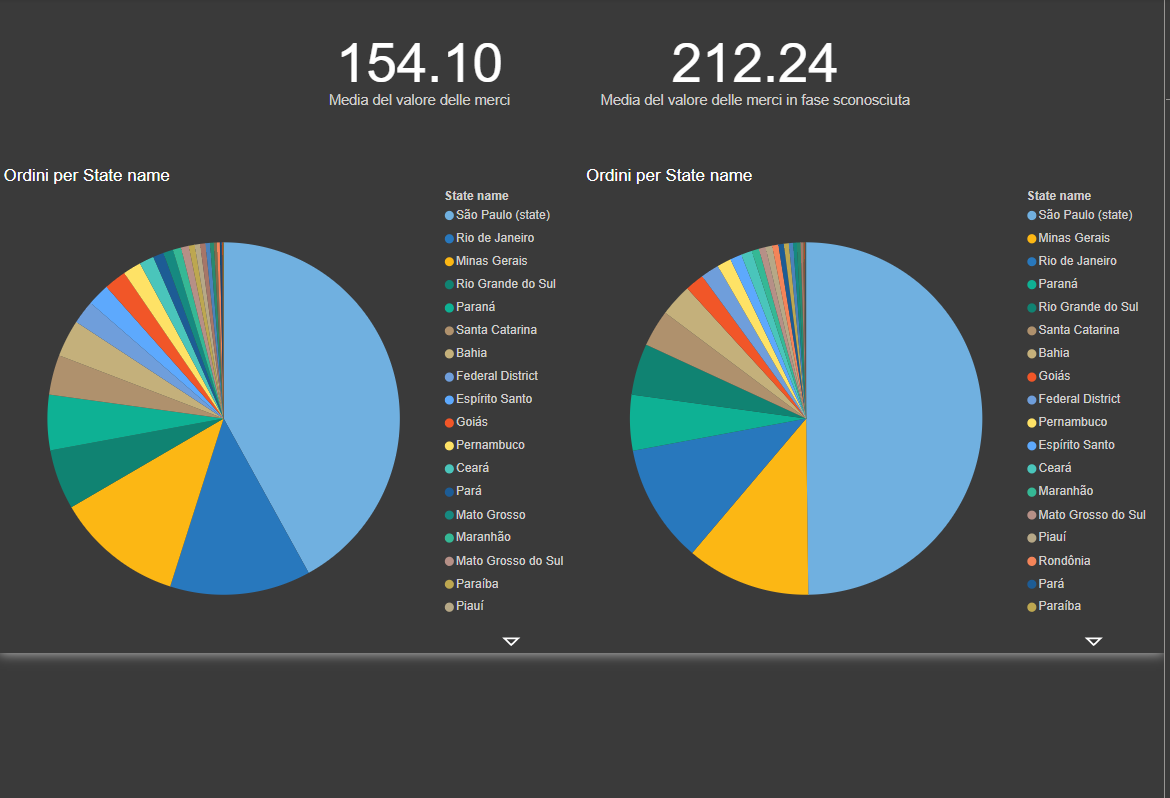 154.10
Media del valore delle merci
212.24
Media del valore delle merci in fase sconosciuta
Ordini per State name
State name
São Paulo (state)
Rio de Janeiro
Minas Gerais
Rio Grande do Sul
Paraná
Santa Catarina
Bahia
Federal District
Espírito Santo
Goiás
Pernambuco
Ceará
Pará
Mato Grosso
Maranhão
Mato Grosso do Sul
Paraíba
Piauí
Ordini per State name
State name
São Paulo (state)
Minas Gerais
Rio de Janeiro
Paraná
Rio Grande do Sul
Santa Catarina
Bahia
Goiás
Federal District
Pernambuco
Espírito Santo
Ceará
Maranhão
Mato Grosso do Sul
Piauí
Rondônia
Pará
Paraíba